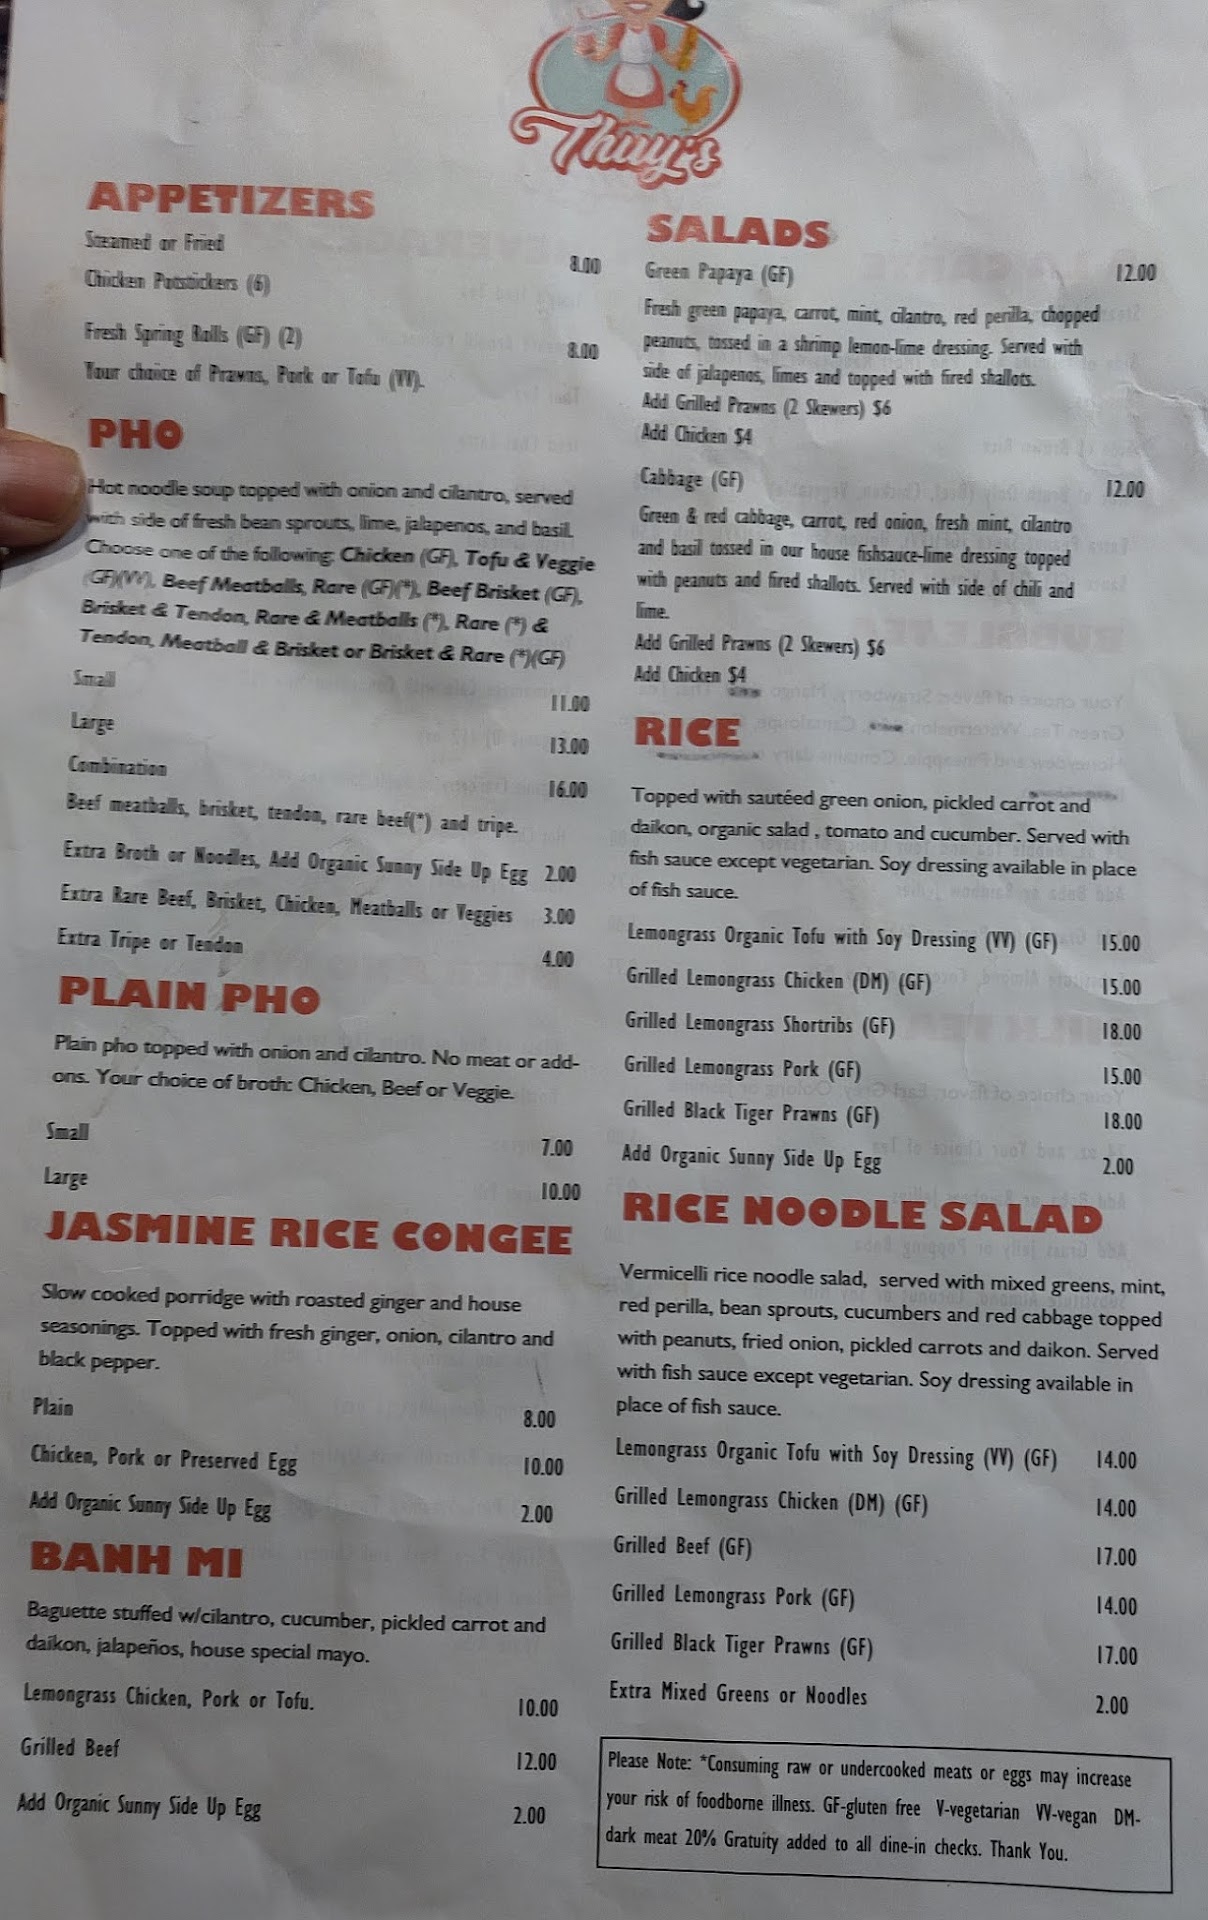 Thuy's
APPETIZERS
Steamed or Fried
8.00
Chicken Potstickers (6)
Fresh Spring Rolls (GF) (2)
8.00
Your choice of Prawns, Pork or Tofu (VV).
PHO
Hot noodle soup topped with onion and cilantro, served
with side of fresh bean sprouts, lime, jalapenos, and basil.
Choose one of the following: Chicken (GF), Tofu & Veggie
(GF)(VV), Beef Meatballs, Rare (GF)(*), Beef Brisket (GF),
Brisket & Tendon, Rare & Meatballs (*), Rare (*) &
Tendon, Meatball & Brisket or Brisket & Rare (*)(GF)
Small
11.00
Large
13.00
Combination
16.00
Beef meatballs, brisket, tendon, rare beef(*) and tripe.
Extra Broth or Noodles, Add Organic Sunny Side Up Egg 2.00
Extra Rare Beef, Brisket, Chicken, Meatballs or Veggies 3.00
Extra Tripe or Tendon
4.00
PLAIN PHO
Plain pho topped with onion and cilantro. No meat or add-
ons. Your choice of broth: Chicken, Beef or Veggie.
Small
7.00
Large
10.00
JASMINE RICE CONGEE
Slow cooked porridge with roasted ginger and house
seasonings. Topped with fresh ginger, onion, cilantro and
black pepper.
Plain 8.00
Chicken, Pork or Preserved Egg 10.00
Add Organic Sunny Side Up Egg 2.00
BANH MI
Baguette stuffed w/cilantro, cucumber, pickled carrot and
daikon, jalapeños, house special mayo.
Lemongrass Chicken, Pork or Tofu. 10.00
Grilled Beef 12.00
Add Organic Sunny Side Up Egg 2.00
SALADS
Green Papaya (GF) 12.00
Fresh green papaya, carrot, mint, cilantro, red perilla, chopped
peanuts, tossed in a shrimp lemon-lime dressing. Served with
side of jalapenos, limes and topped with fired shallots.
Add Grilled Prawns (2 Skewers) $6
Add Chicken $4
Cabbage (GF) 12.00
Green & red cabbage, carrot, red onion, fresh mint, cilantro
and basil tossed in our house fishsauce-lime dressing topped
with peanuts and fired shallots. Served with side of chili and
lime.
Add Grilled Prawns (2 Skewers) $6
Add Chicken $4
RICE
Topped with sautéed green onion, pickled carrot and
daikon, organic salad , tomato and cucumber. Served with
fish sauce except vegetarian. Soy dressing available in place
of fish sauce.
Lemongrass Organic Tofu with Soy Dressing (VV) (GF) 15.00
Grilled Lemongrass Chicken (DM) (GF) 15.00
Grilled Lemongrass Shortribs (GF) 18.00
Grilled Lemongrass Pork (GF) 15.00
Grilled Black Tiger Prawns (GF) 18.00
Add Organic Sunny Side Up Egg 2.00
RICE NOODLE SALAD
Vermicelli rice noodle salad, served with mixed greens, mint,
red perilla, bean sprouts, cucumbers and red cabbage topped
with peanuts, fried onion, pickled carrots and daikon. Served
with fish sauce except vegetarian. Soy dressing available in
place of fish sauce.
Lemongrass Organic Tofu with Soy Dressing (VV) (GF) 14.00
Grilled Lemongrass Chicken (DM) (GF) 14.00
Grilled Beef (GF) 17.00
Grilled Lemongrass Pork (GF) 14.00
Grilled Black Tiger Prawns (GF) 17.00
Extra Mixed Greens or Noodles 2.00
Please Note: *Consuming raw or undercooked meats or eggs may increase
your risk of foodborne illness. GF-gluten free V-vegetarian VV-vegan DM-
dark meat 20% Gratuity added to all dine-in checks. Thank You.